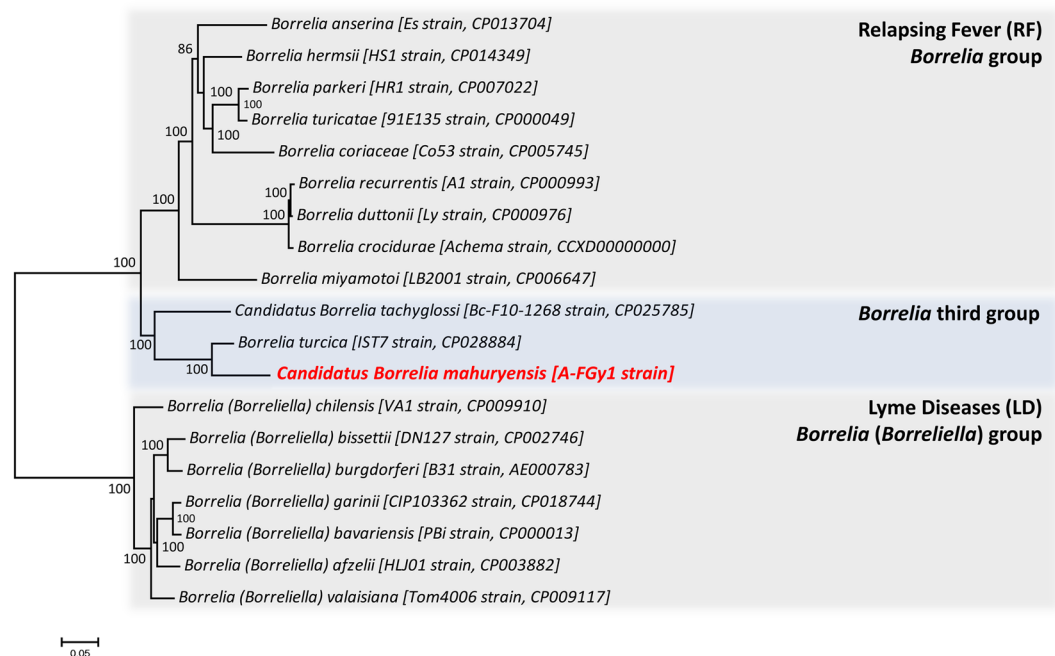 Borrelia anserina [Es strain, CP013704]
Relapsing Fever (RF)
Borrelia group
86
Borrelia hermsii [HS1 strain, CP014349]
Borrelia parkeri [HR1 strain, CP007022]
100
100
Borrelia turicatae [91E135 strain, CP000049]
100
100
Borrelia coriaceae [Co53 strain, CP005745]
Borrelia recurrentis [A1 strain, CP000993]
100
100
Borrelia duttonii [Ly strain, CP000976]
100
Borrelia crocidurae [Achema strain, CCXD00000000]
100
Borrelia miyamotoi [LB2001 strain, CP006647]
Candidatus Borrelia tachyglossi [Bc-F10-1268 strain, CP025785]
Borrelia third group
100
Borrelia turcica [IST7 strain, CP028884]
100
Candidatus Borrelia mahuryensis [A-FGy1 strain]
Borrelia (Borreliella) chilensis [VA1 strain, CP009910]
Lyme Diseases (LD)
Borrelia (Borreliella) group
100
Borrelia (Borreliella) bissettii [DN127 strain, CP002746]
Borrelia (Borreliella) burgdorferi [B31 strain, AE000783]
100
Borrelia (Borreliella) garinii [CIP103362 strain, CP018744]
100
Borrelia (Borreliella) bavariensis [PBi strain, CP000013]
100
100
Borrelia (Borreliella) afzelii [HLJ01 strain, CP003882]
Borrelia (Borreliella) valaisiana [Tom4006 strain, CP009117]
0.05